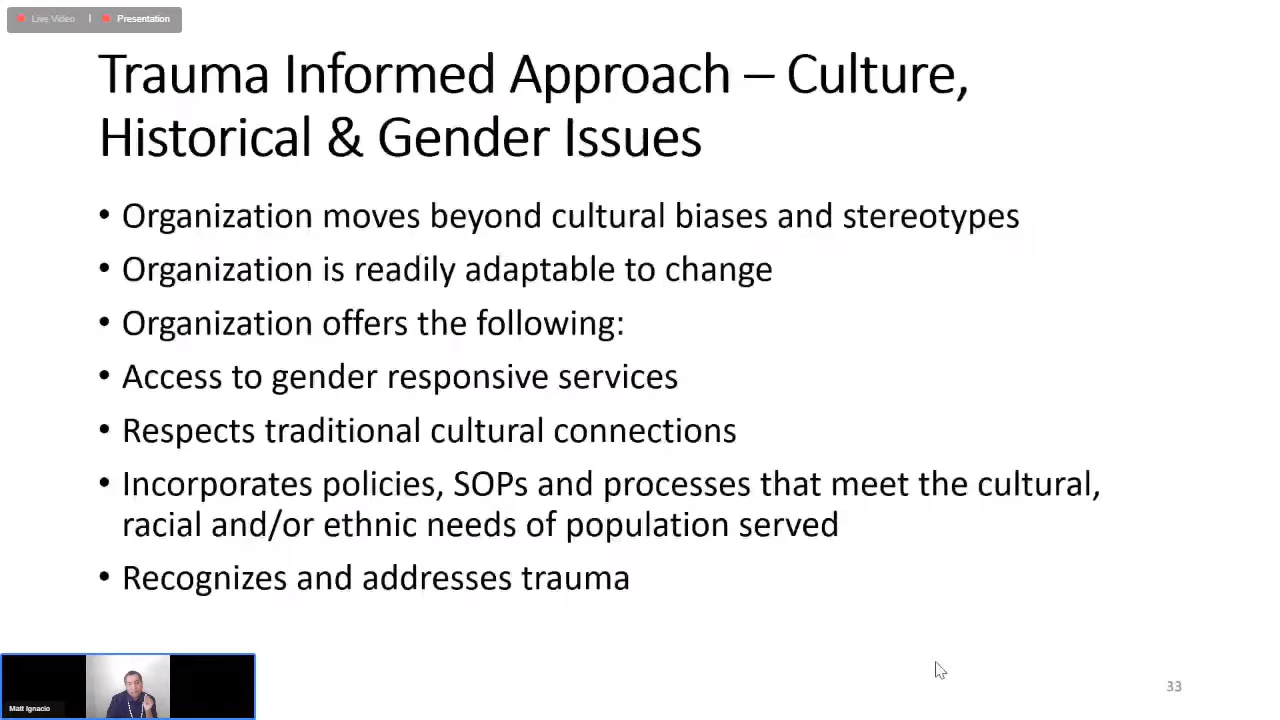 Live Video | Presentation
Trauma Informed Approach – Culture,
Historical & Gender Issues
• Organization moves beyond cultural biases and stereotypes
• Organization is readily adaptable to change
• Organization offers the following:
• Access to gender responsive services
• Respects traditional cultural connections
• Incorporates policies, SOPs and processes that meet the cultural,
racial and/or ethnic needs of population served
• Recognizes and addresses trauma
Matt Ignacio
33